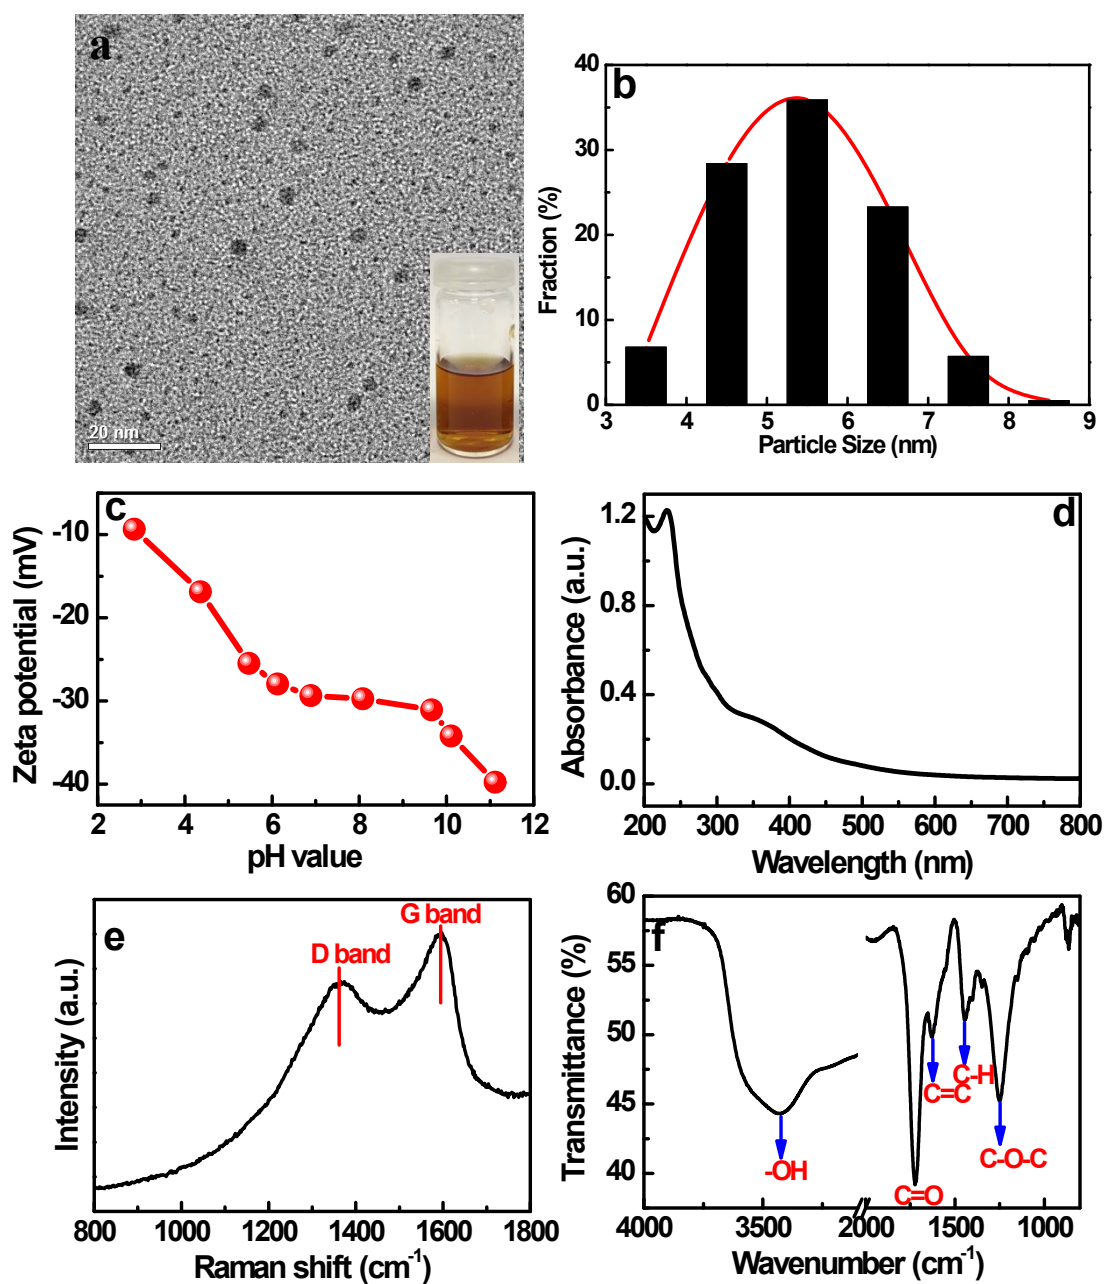 a
20 nm
b
40
30
20
10
0
Fraction (%)
3 4 5 6 7 8 9
Particle Size (nm)
c
-10
-20
-30
-40
Zeta potential (mV)
2 4 6 8 10 12
pH value
d
1.2
0.8
0.4
0.0
Absorbance (a.u.)
200 300 400 500 600 700 800
Wavelength (nm)
e
D band
G band
Intensity (a.u.)
800 1000 1200 1400 1600 1800
Raman shift (cm⁻¹)
f
60
55
50
45
40
Transmittance (%)
-OH
C=O
C=C
C-H
C-O-C
4000 3500 1500 1000
Wavenumber (cm⁻¹)